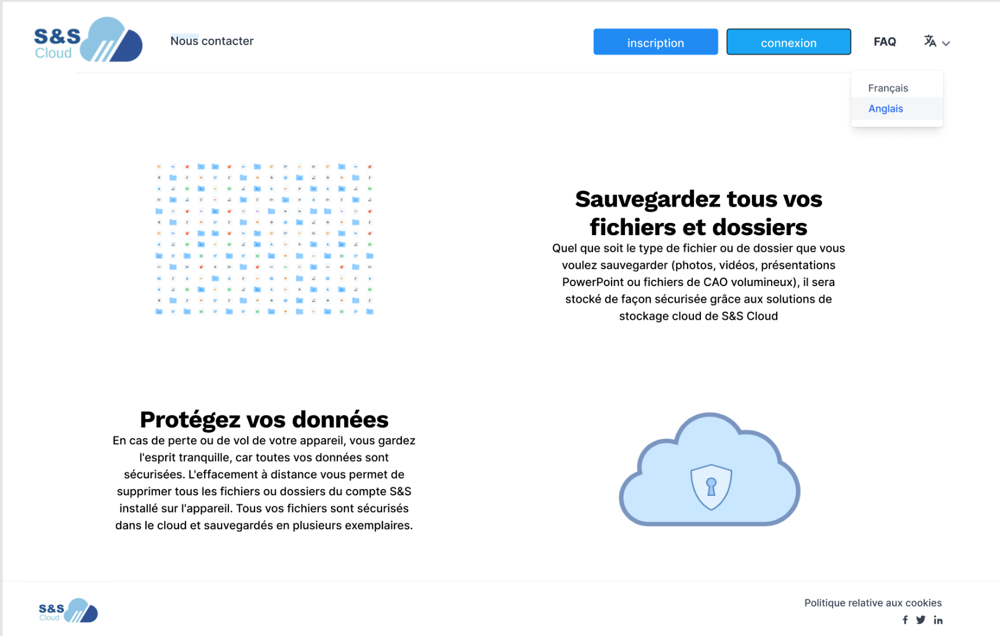 S&S
Cloud
Nous contacter
inscription
connexion
FAQ
Français
Anglais
Sauvegardez tous vos
fichiers et dossiers
Quel que soit le type de fichier ou de dossier que vous
voulez sauvegarder (photos, vidéos, présentations
PowerPoint ou fichiers de CAO volumineux), il sera
stocké de façon sécurisée grâce aux solutions de
stockage cloud de S&S Cloud
Protégez vos données
En cas de perte ou de vol de votre appareil, vous gardez
l'esprit tranquille, car toutes vos données sont
sécurisées. L'effacement à distance vous permet de
supprimer tous les fichiers ou dossiers du compte S&S
installé sur l'appareil. Tous vos fichiers sont sécurisés
dans le cloud et sauvegardés en plusieurs exemplaires.
S&S
Cloud
Politique relative aux cookies